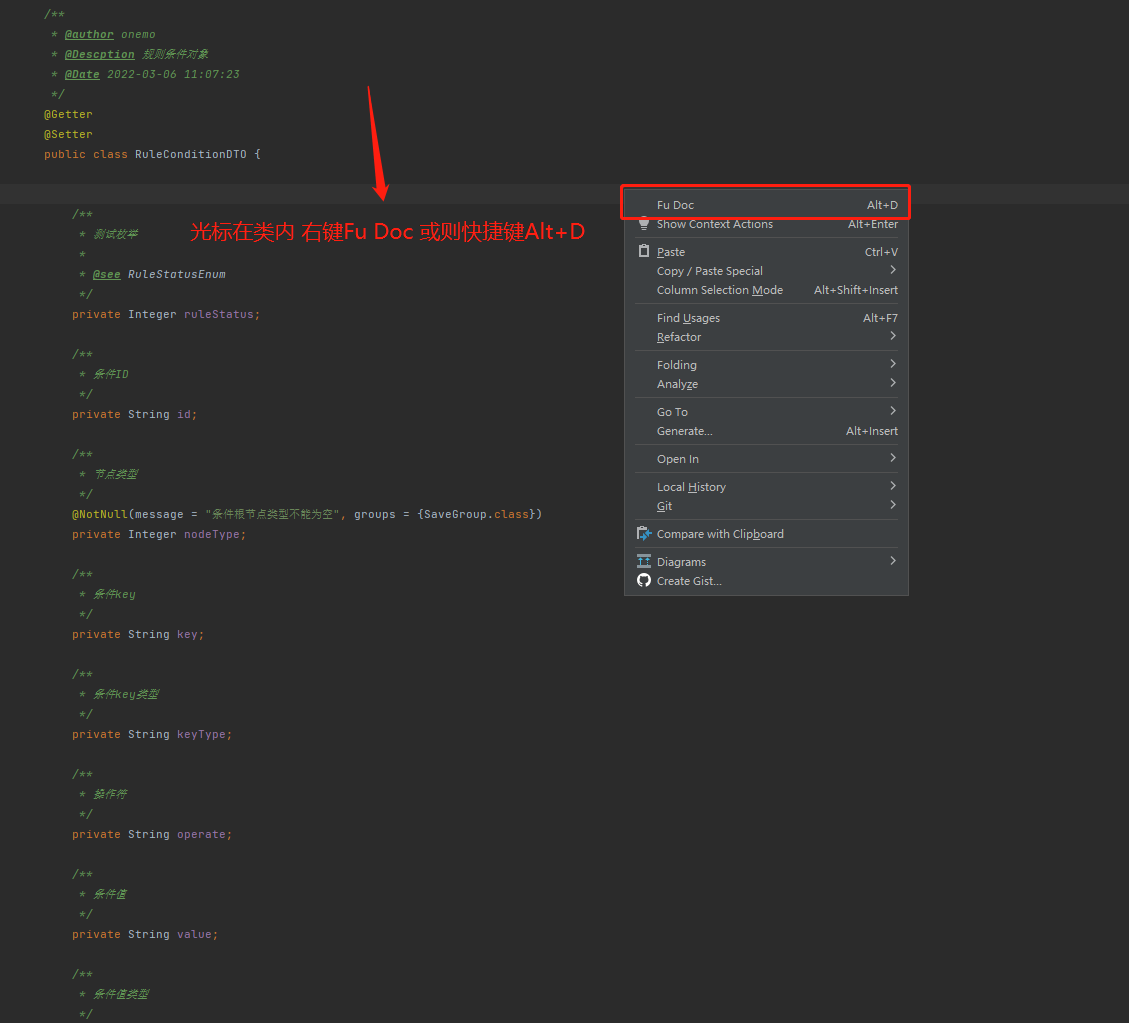 /**
* @author onemo
* @Descption 规则条件对象
* @Date 2022-03-06 11:07:23
*/
@Getter
@Setter
public class RuleConditionDTO {
/**
* 测试枚举
*
* @see RuleStatusEnum
*/
private Integer ruleStatus;
光标在类内 右键Fu Doc 或则快捷键Alt+D
/**
* 条件ID
*/
private String id;
/**
* 节点类型
*/
@NotNull(message = "条件根节点类型不能为空", groups = {SaveGroup.class})
private Integer nodeType;
/**
* 条件key
*/
private String key;
/**
* 条件key类型
*/
private String keyType;
/**
* 操作符
*/
private String operate;
/**
* 条件值
*/
private String value;
/**
* 条件值类型
*/
Fu Doc Alt+D
Show Context Actions Alt+Enter
Paste Ctrl+V
Copy / Paste Special
Column Selection Mode Alt+Shift+Insert
Find Usages Alt+F7
Refactor
Folding
Analyze
Go To
Generate... Alt+Insert
Open In
Local History
Git
Compare with Clipboard
Diagrams
Create Gist...